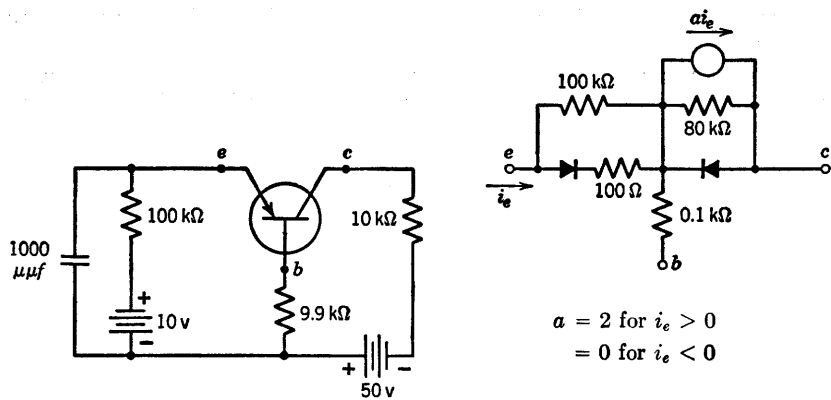 e
c
100 kΩ
10 kΩ
1000
μμf
b
+
10 v
−
9.9 kΩ
+
−
50 v
ai_e
100 kΩ
80 kΩ
e
c
i_e
100 Ω
0.1 kΩ
b
a = 2 for i_e > 0
= 0 for i_e < 0